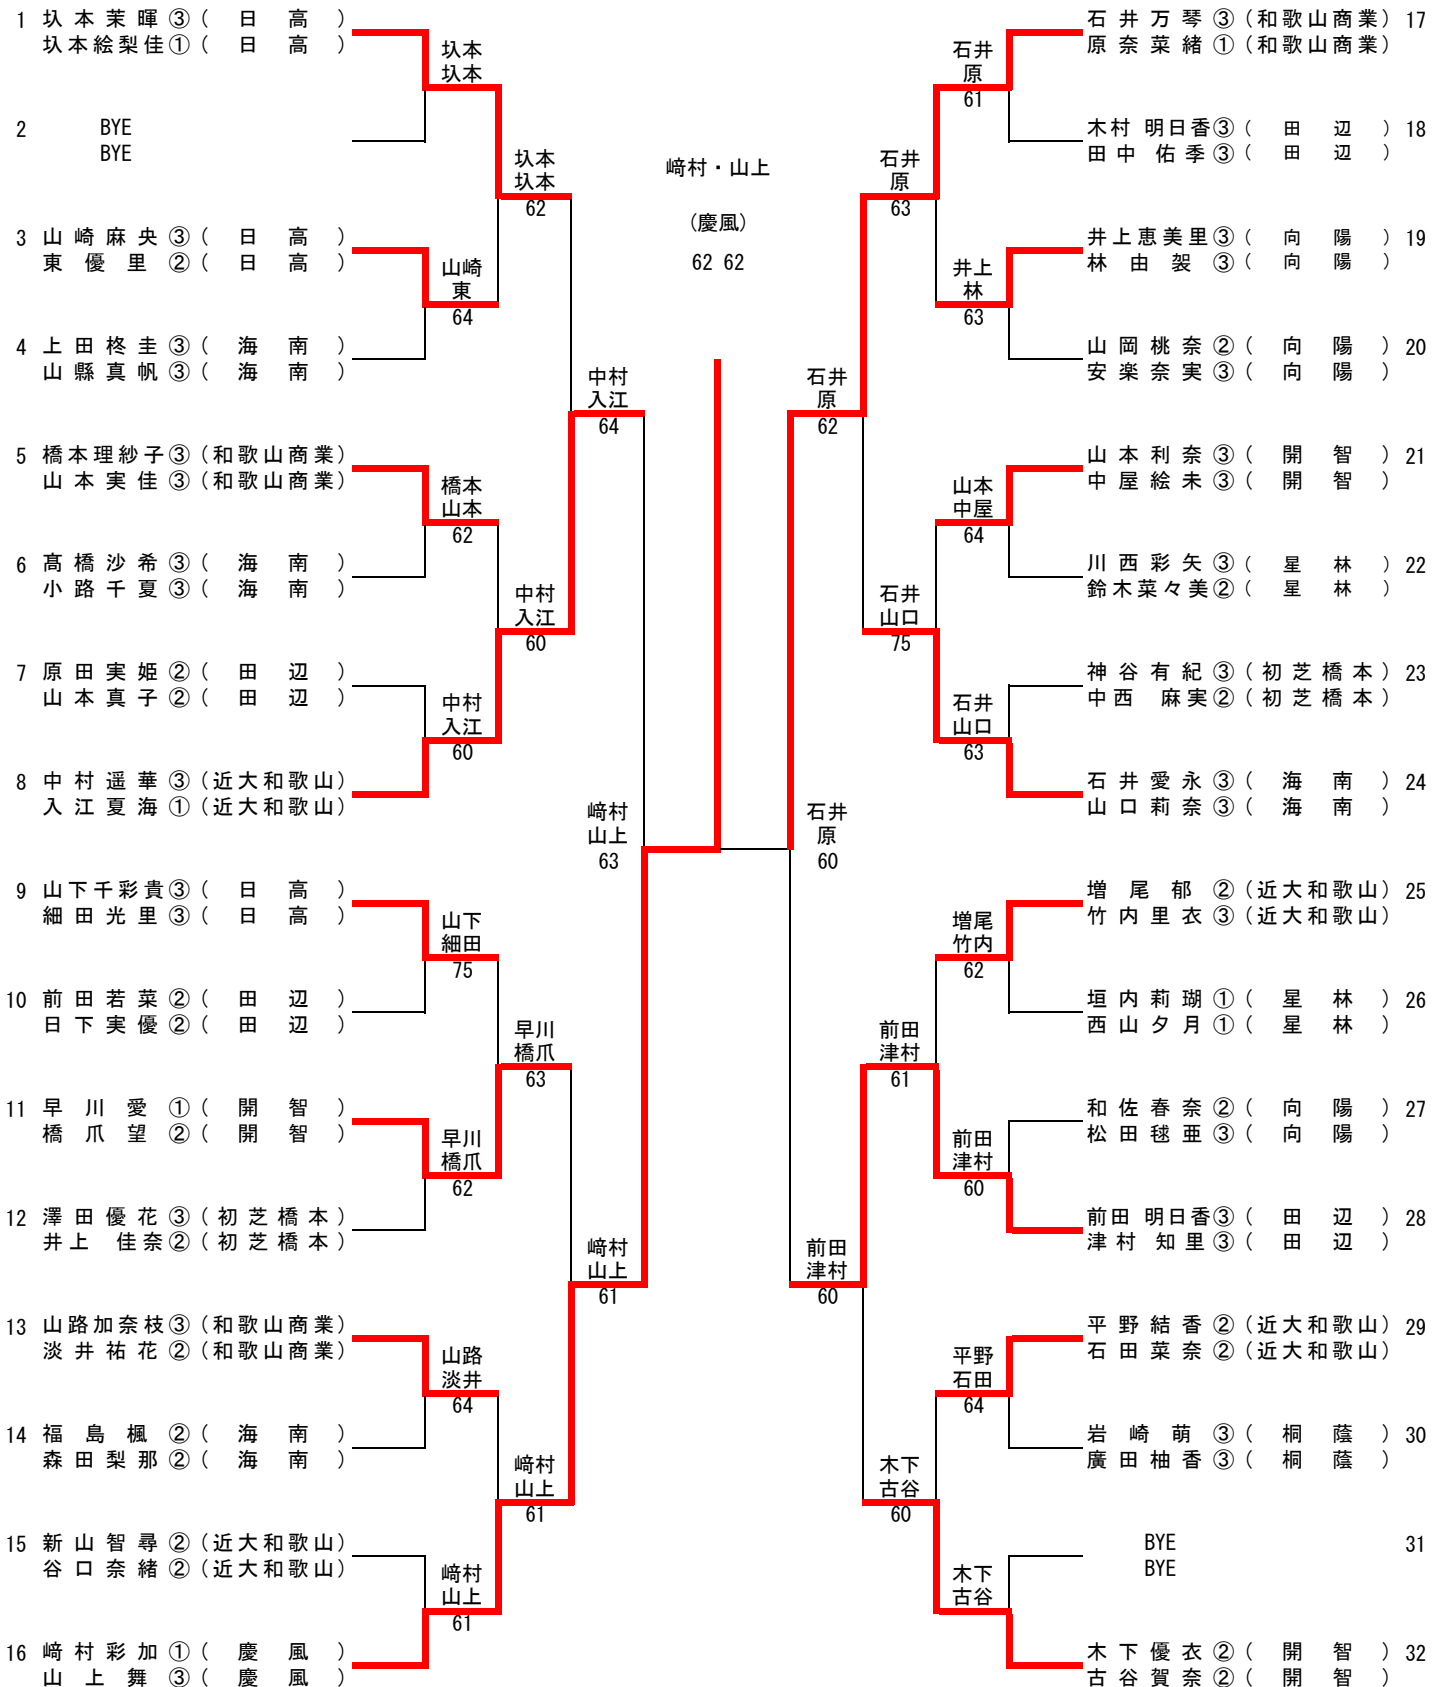 1 圦本茉暉③(日高)
圦本絵梨佳①(日高)
2 BYE
BYE
3 山崎麻央③(日高)
東優里②(日高)
4 上田柊圭③(海南)
山縣真帆③(海南)
5 橋本理紗子③(和歌山商業)
山本実佳③(和歌山商業)
6 髙橋沙希③(海南)
小路千夏③(海南)
7 原田実姫②(田辺)
山本真子②(田辺)
8 中村遥華③(近大和歌山)
入江夏海①(近大和歌山)
9 山下千彩貴③(日高)
細田光里③(日高)
10 前田若菜②(田辺)
日下実優②(田辺)
11 早川愛①(開智)
橋爪望②(開智)
12 澤田優花③(初芝橋本)
井上佳奈②(初芝橋本)
13 山路加奈枝③(和歌山商業)
淡井祐花②(和歌山商業)
14 福島楓②(海南)
森田梨那②(海南)
15 新山智尋②(近大和歌山)
谷口奈緒②(近大和歌山)
16 﨑村彩加①(慶風)
山上舞③(慶風)
圦本
圦本
山崎
東
64
橋本
山本
62
中村
入江
60
山下
細田
75
早川
橋爪
62
山路
淡井
64
﨑村
山上
61
圦本
圦本
62
中村
入江
60
早川
橋爪
63
﨑村
山上
61
中村
入江
64
﨑村
山上
61
﨑村
山上
63
﨑村・山上
(慶風)
62 62
石井
原
60
石井
原
62
前田
津村
60
石井
原
63
石井
山口
75
前田
津村
61
木下
古谷
60
石井
原
61
井上
林
63
山本
中屋
64
石井
山口
63
増尾
竹内
62
前田
津村
60
平野
石田
64
木下
古谷
石井万琴③(和歌山商業) 17
原奈菜緒①(和歌山商業)
木村 明日香③(田辺) 18
田中佑季③(田辺)
井上恵美里③(向陽) 19
林由袈③(向陽)
山岡桃奈②(向陽) 20
安楽奈実③(向陽)
山本利奈③(開智) 21
中屋絵未③(開智)
川西彩矢③(星林) 22
鈴木菜々美②(星林)
神谷有紀③(初芝橋本) 23
中西 麻実②(初芝橋本)
石井愛永③(海南) 24
山口莉奈③(海南)
増尾郁②(近大和歌山) 25
竹内里衣③(近大和歌山)
垣内莉瑚①(星林) 26
西山夕月①(星林)
和佐春奈②(向陽) 27
松田毬亜③(向陽)
前田 明日香③(田辺) 28
津村 知里③(田辺)
平野結香②(近大和歌山) 29
石田菜奈②(近大和歌山)
岩崎萌③(桐蔭) 30
廣田柚香③(桐蔭)
BYE 31
BYE
木下優衣②(開智) 32
古谷賀奈②(開智)